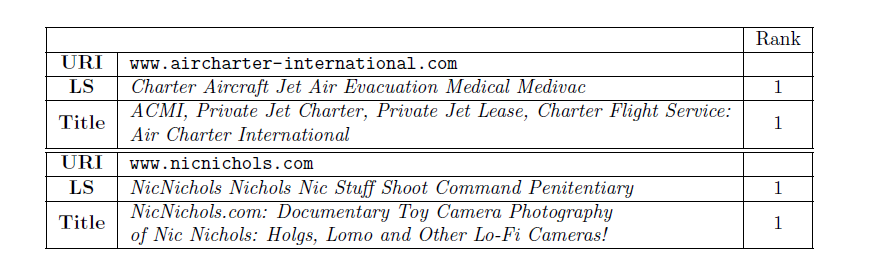 Rank
URI www.aircharter-international.com
LS Charter Aircraft Jet Air Evacuation Medical Medivac 1
Title ACMI, Private Jet Charter, Private Jet Lease, Charter Flight Service: 1
Air Charter International
URI www.nicnichols.com
LS NicNichols Nichols Nic Stuff Shoot Command Penitentiary 1
Title NicNichols.com: Documentary Toy Camera Photography 1
of Nic Nichols: Holgs, Lomo and Other Lo-Fi Cameras!